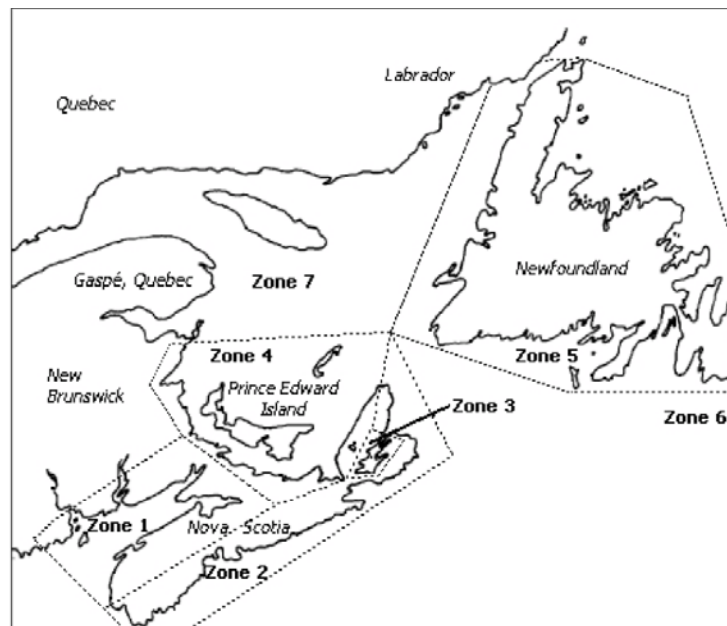 Labrador
Quebec
Newfoundland
Gaspé, Quebec
Zone 7
Zone 4
Zone 5
New
Brunswick
Prince Edward
Island
Zone 3
Zone 6
Zone 1
Nova Scotia
Zone 2